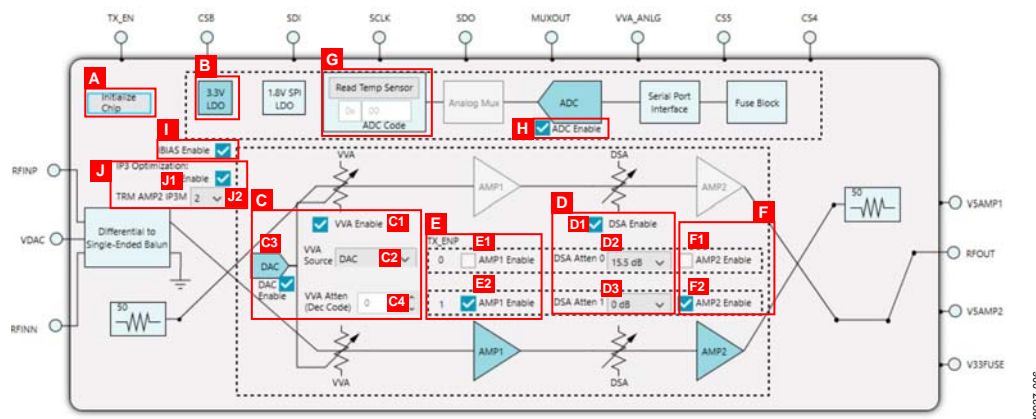 TX_EN CSB SDI SCLK SDO MUXOUT VVA_ANLG CS5 CS4
A
Initialize
Chip
B
3.3V
LDO
1.8V SPI
LDO
G
Read Temp Sensor
0x 00
ADC Code
Analog Mux
ADC
H
ADC Enable
Serial Port
Interface
Fuse Block
I
IBIAS Enable
J
IP3 Optimization:
J1
Enable
TRM AMP2 IP3M 2 J2
RFINP
VDAC
RFINN
Differential to
Single-Ended Balun
50
VVA
AMP1
DSA
AMP2
50
C
VVA Enable C1
C3
DAC
VVA
Source DAC C2
DAC
Enable
VVA Atten
(Dec Code) 0 C4
E
TX_ENP E1
0 AMP1 Enable
E2
1 AMP1 Enable
D
D1 DSA Enable
D2
DSA Atten 0 15.5 dB
D3
DSA Atten 1 0 dB
F
F1
AMP2 Enable
F2
AMP2 Enable
VVA
AMP1
DSA
AMP2
V5AMP1
RFOUT
V5AMP2
V33FUSE